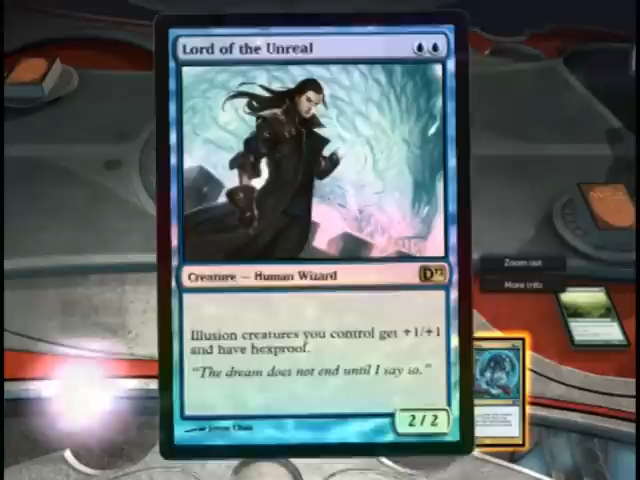 Lord of the Unreal
Creature — Human Wizard
Illusion creatures you control get +1/+1
and have hexproof.
"The dream does not end until I say so."
2/2
Zoom out
More Info